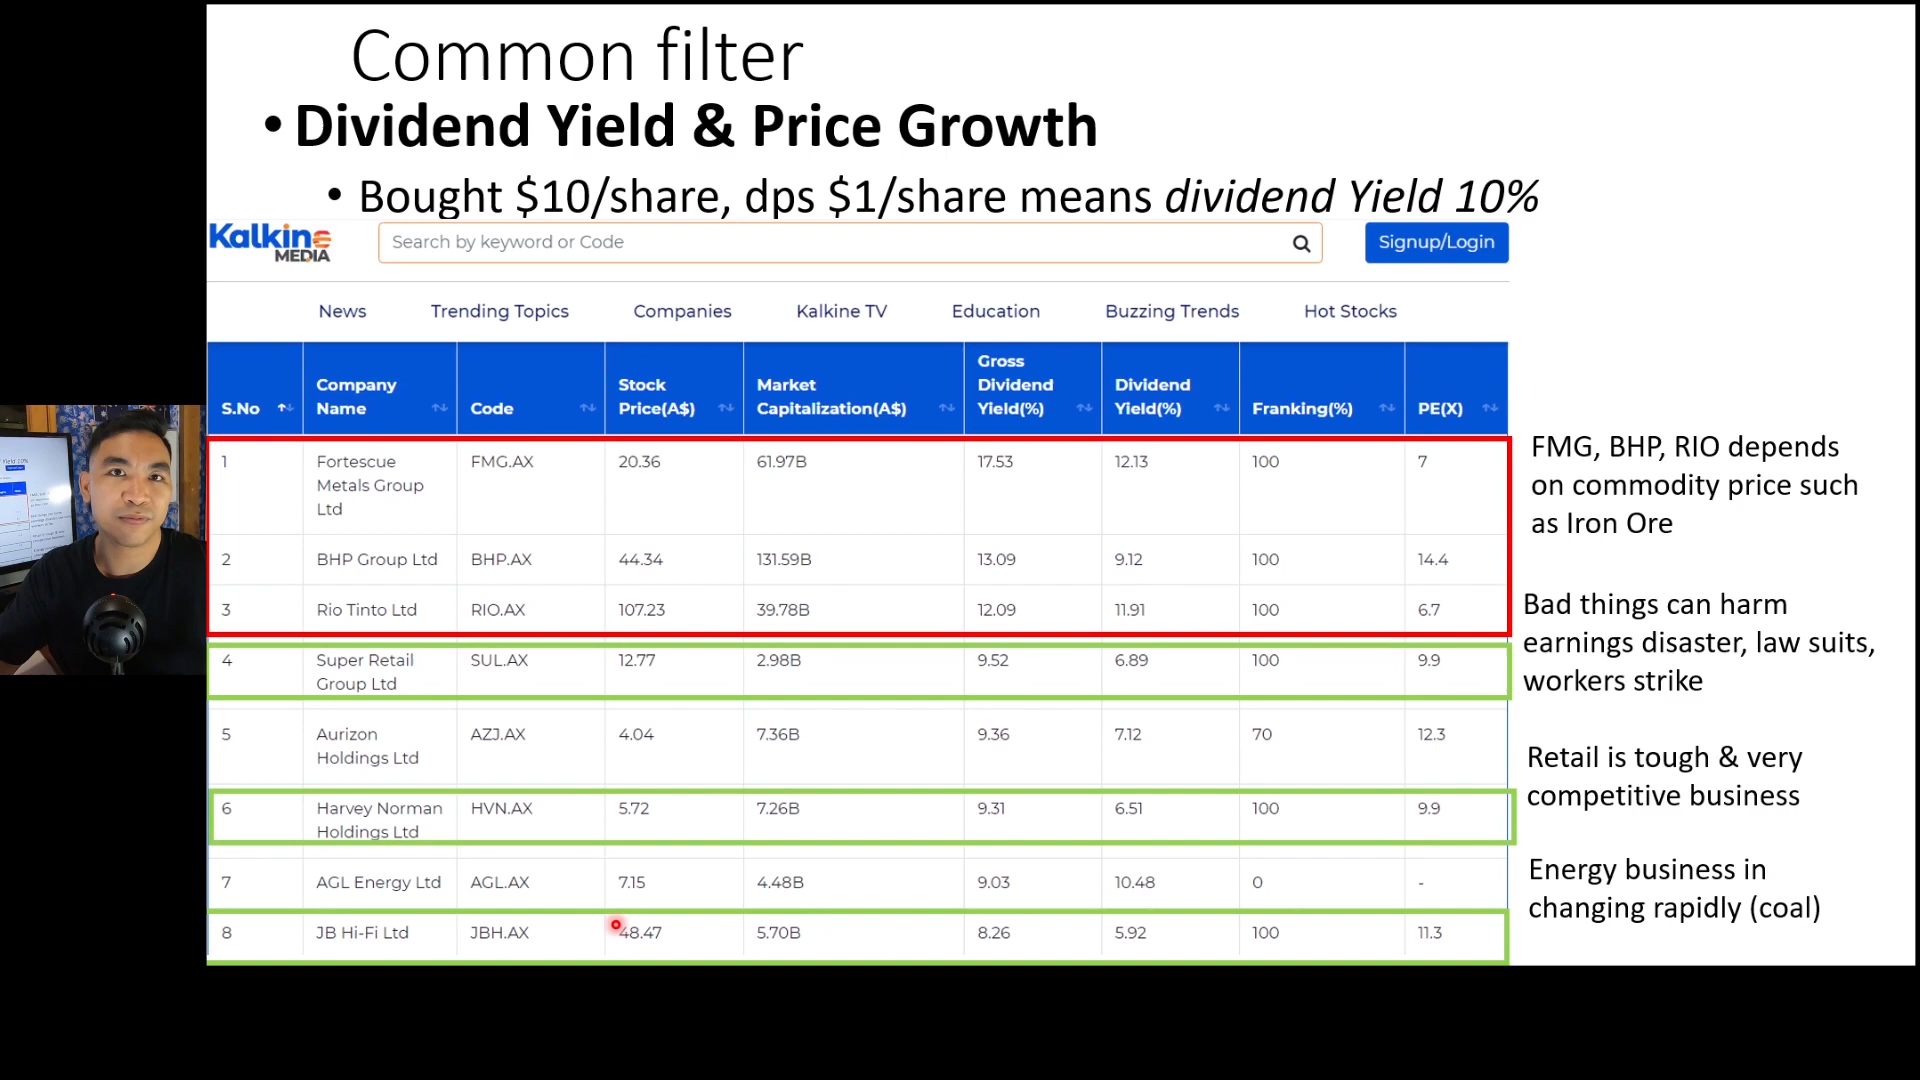 Common filter
• Dividend Yield & Price Growth
• Bought $10/share, dps $1/share means dividend Yield 10%
Kalkine MEDIA
Search by keyword or Code
Signup/Login
News Trending Topics Companies Kalkine TV Education Buzzing Trends Hot Stocks
S.No Company Name Code Stock Price(A$) Market Capitalization(A$) Gross Dividend Yield(%) Dividend Yield(%) Franking(%) PE(X)
1 Fortescue Metals Group Ltd FMG.AX 20.36 61.97B 17.53 12.13 100 7
2 BHP Group Ltd BHP.AX 44.34 131.59B 13.09 9.12 100 14.4
3 Rio Tinto Ltd RIO.AX 107.23 39.78B 12.09 11.91 100 6.7
4 Super Retail Group Ltd SUL.AX 12.77 2.98B 9.52 6.89 100 9.9
5 Aurizon Holdings Ltd AZJ.AX 4.04 7.36B 9.36 7.12 70 12.3
6 Harvey Norman Holdings Ltd HVN.AX 5.72 7.26B 9.31 6.51 100 9.9
7 AGL Energy Ltd AGL.AX 7.15 4.48B 9.03 10.48 0 -
8 JB Hi-Fi Ltd JBH.AX 48.47 5.70B 8.26 5.92 100 11.3
FMG, BHP, RIO depends
on commodity price such
as Iron Ore
Bad things can harm
earnings disaster, law suits,
workers strike
Retail is tough & very
competitive business
Energy business in
changing rapidly (coal)